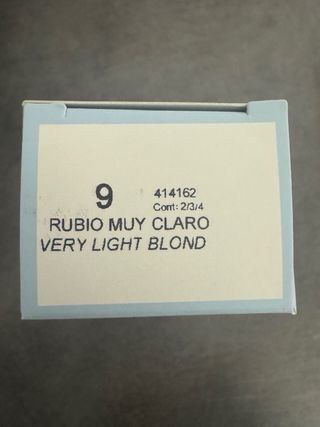 9 414162
Cont: 2/3/4
RUBIO MUY CLARO
VERY LIGHT BLOND